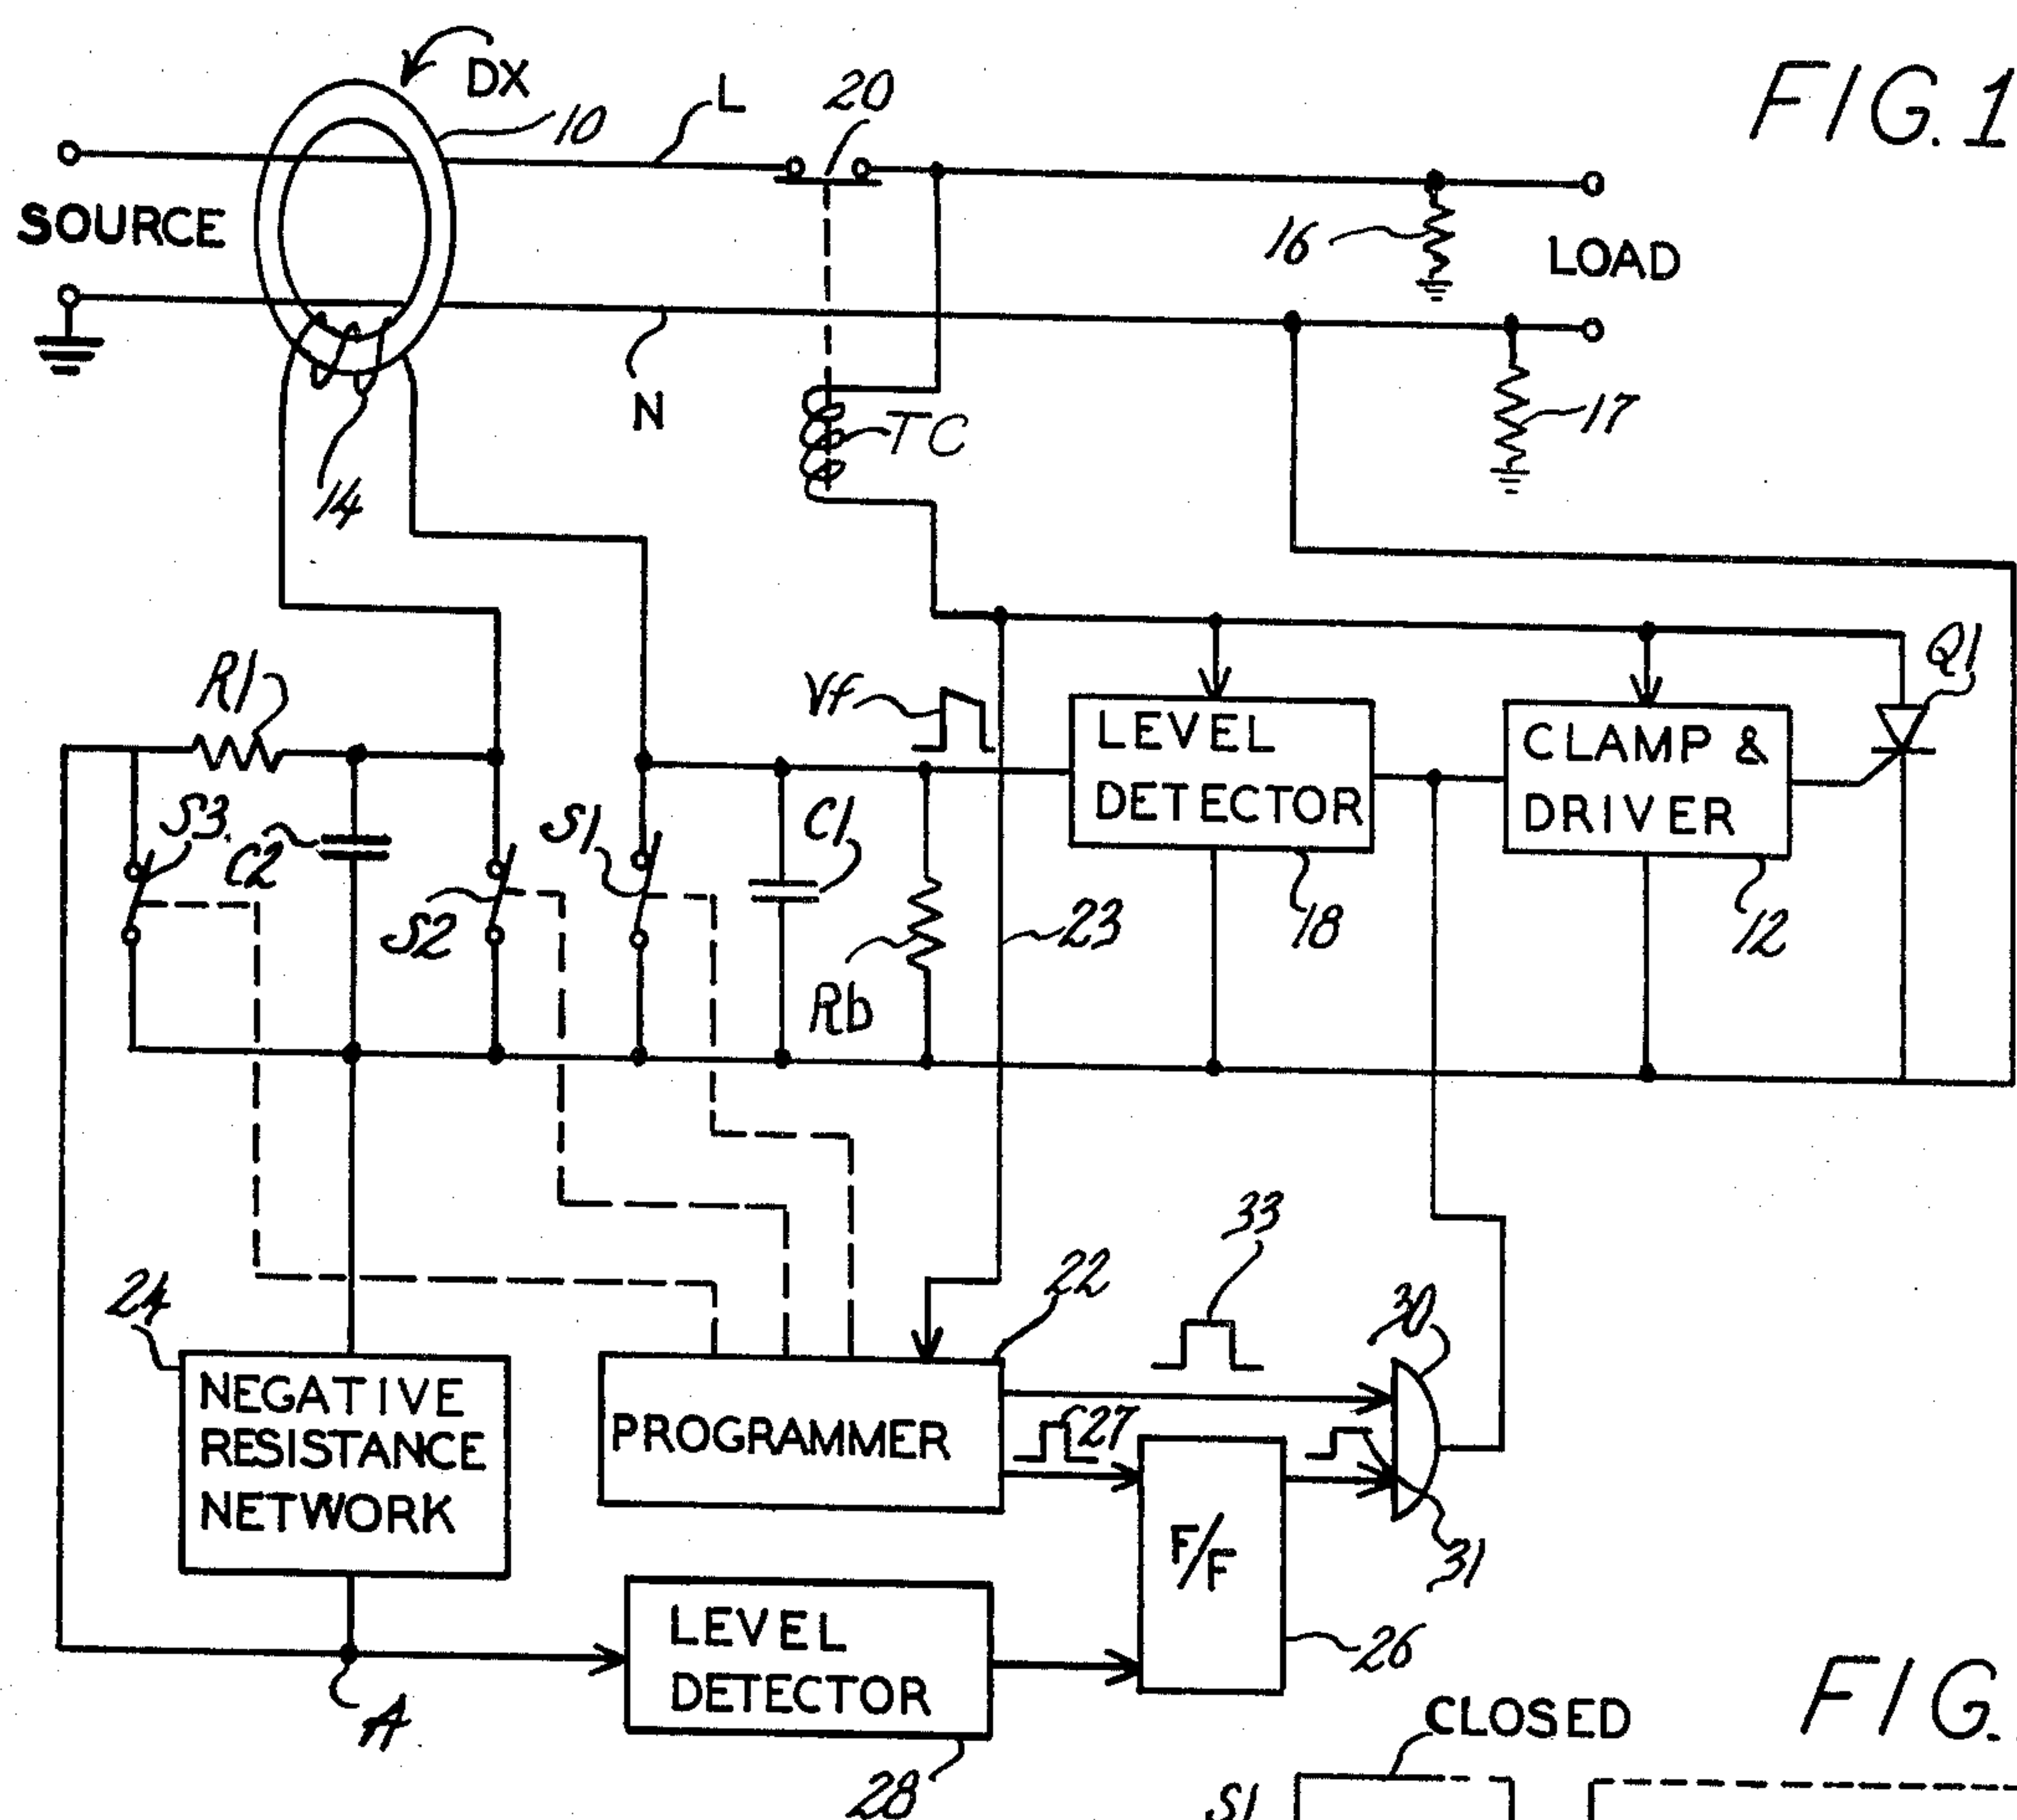 FIG. 1
DX
10
L
20
SOURCE
16
LOAD
N
TC
17
14
R1
Vf
Q1
LEVEL
DETECTOR
CLAMP &
DRIVER
S3
C2
S2
S1
C1
Rb
23
18
12
33
22
24
30
NEGATIVE
RESISTANCE
NETWORK
PROGRAMMER
27
F/F
31
LEVEL
DETECTOR
26
A
28
FIG.
CLOSED
S1